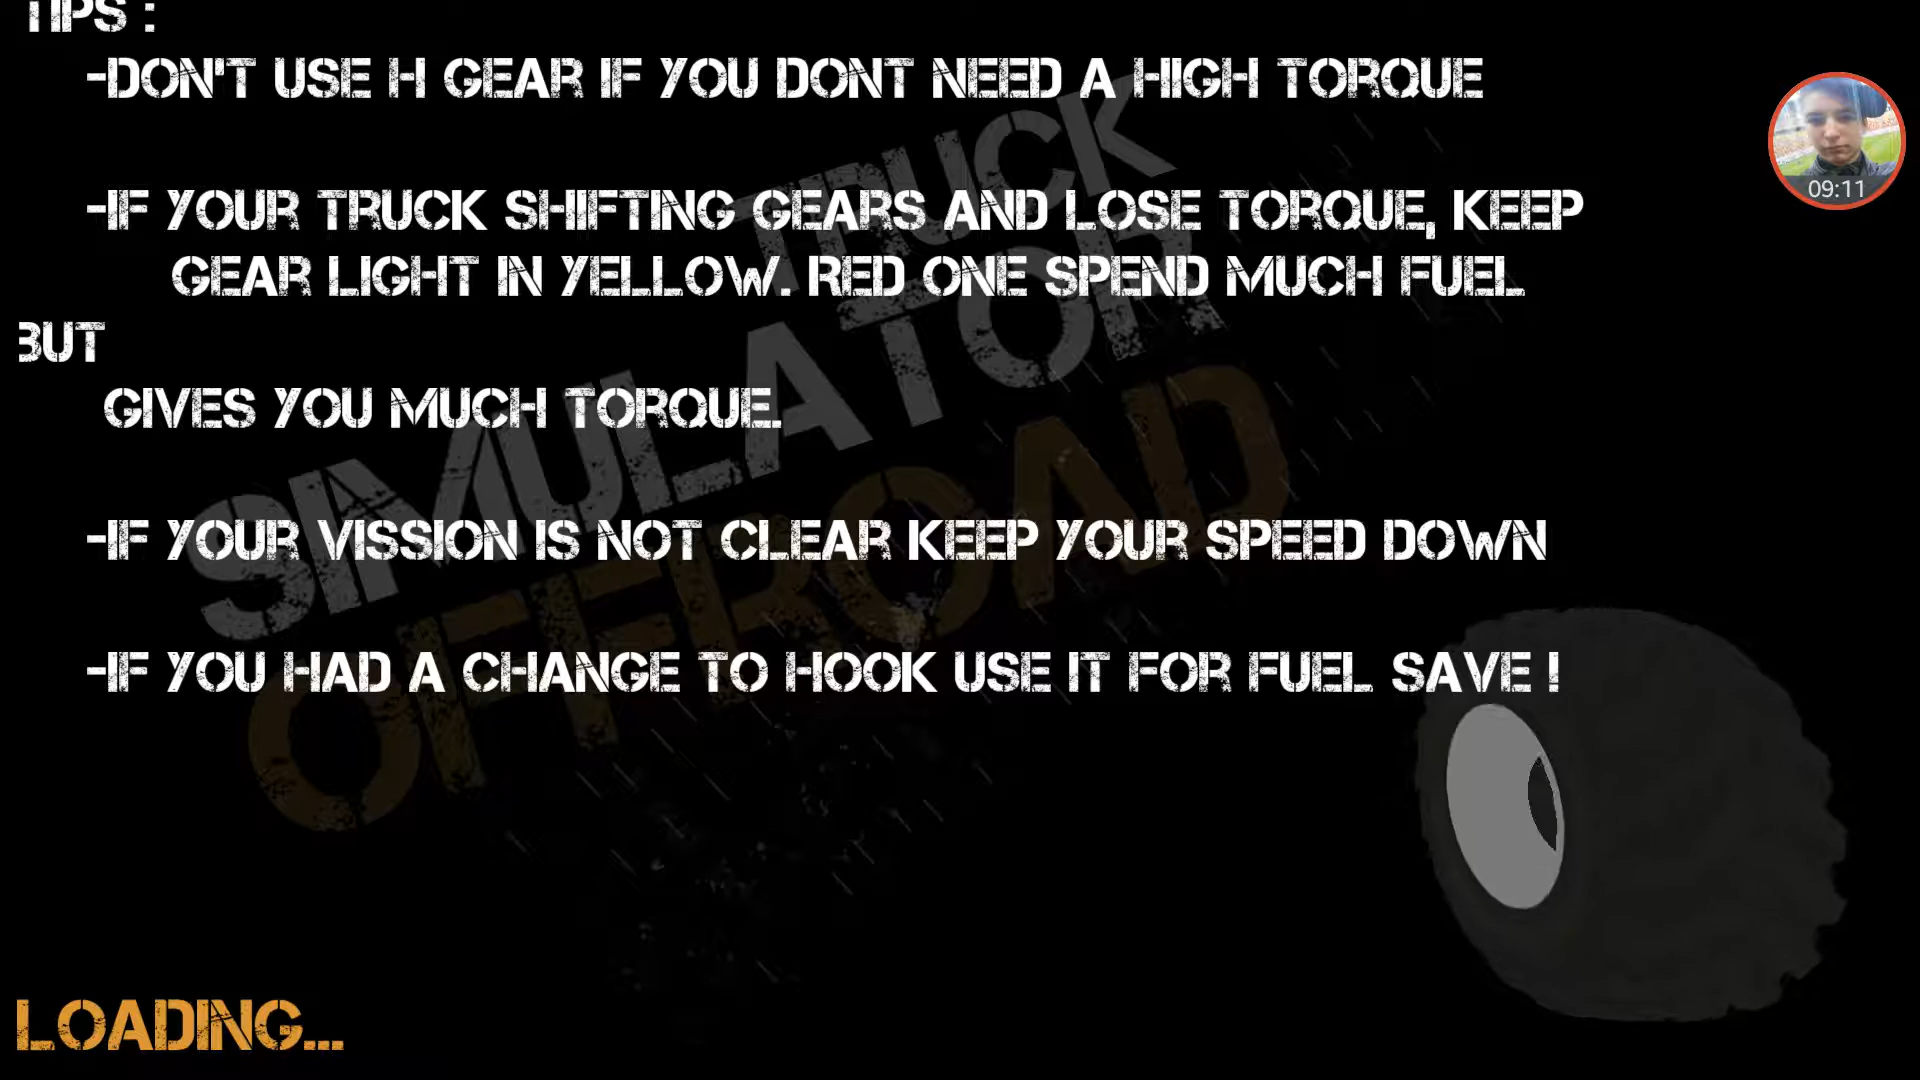 TIPS :
-DON'T USE H GEAR IF YOU DONT NEED A HIGH TORQUE
-IF YOUR TRUCK SHIFTING GEARS AND LOSE TORQUE, KEEP
GEAR LIGHT IN YELLOW. RED ONE SPEND MUCH FUEL
BUT
GIVES YOU MUCH TORQUE.
-IF YOUR VISSION IS NOT CLEAR KEEP YOUR SPEED DOWN
-IF YOU HAD A CHANGE TO HOOK USE IT FOR FUEL SAVE !
TRUCK
SIMULATOR
OFFROAD
09:11
LOADING...